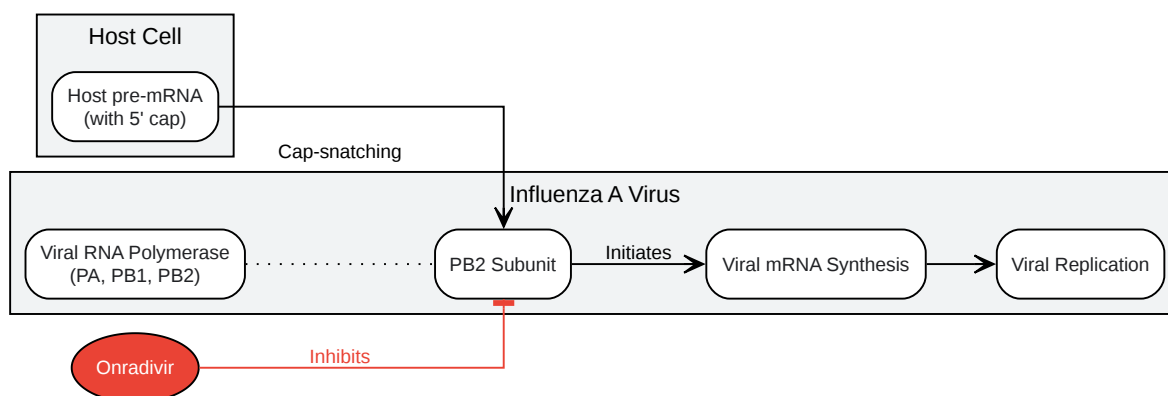 Host Cell
Host pre-mRNA
(with 5' cap)
Cap-snatching
Influenza A Virus
Viral RNA Polymerase
(PA, PB1, PB2)
PB2 Subunit
Initiates
Viral mRNA Synthesis
Viral Replication
Onradivir
Inhibits